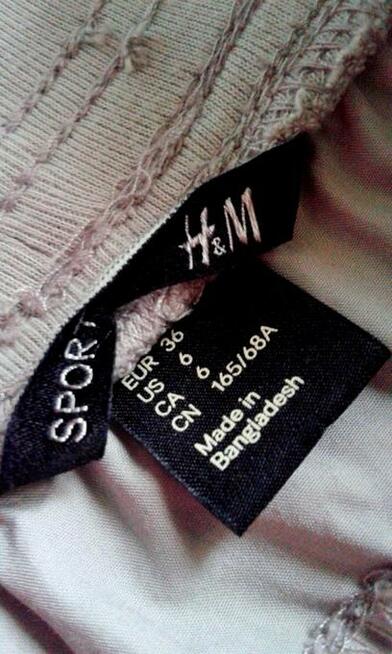 H&M
SPORT
EUR 36
US 6
CA 6
CN 165/68A
Made in
Bangladesh